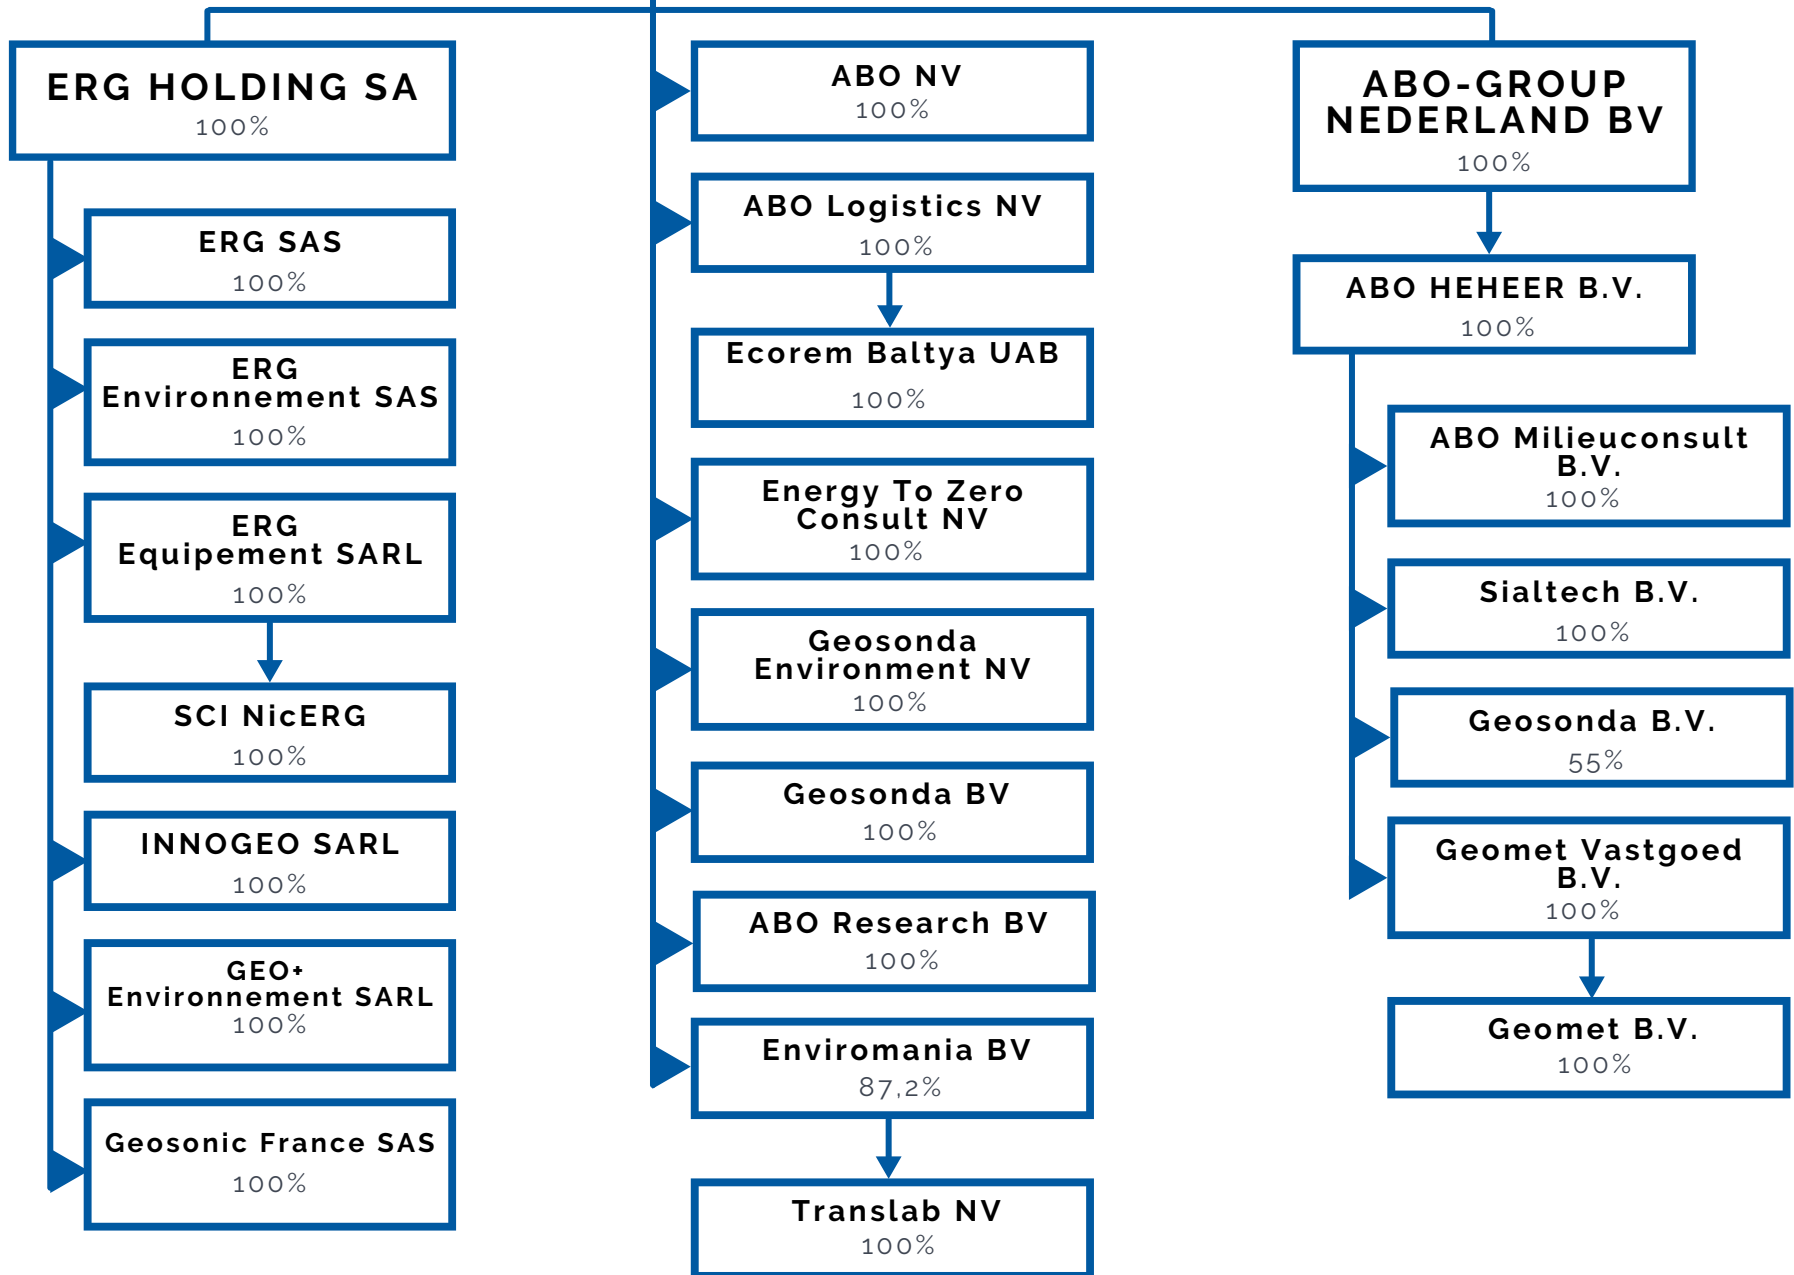 ERG HOLDING SA
100%
ERG SAS
100%
ERG
Environnement SAS
100%
ERG
Equipement SARL
100%
SCI NicERG
100%
INNOGEO SARL
100%
GEO+
Environnement SARL
100%
Geosonic France SAS
100%
ABO NV
100%
ABO Logistics NV
100%
Ecorem Baltya UAB
100%
Energy To Zero
Consult NV
100%
Geosonda
Environment NV
100%
Geosonda BV
100%
ABO Research BV
100%
Enviromania BV
87,2%
Translab NV
100%
ABO-GROUP
NEDERLAND BV
100%
ABO HEHEER B.V.
100%
ABO Milieuconsult
B.V.
100%
Sialtech B.V.
100%
Geosonda B.V.
55%
Geomet Vastgoed
B.V.
100%
Geomet B.V.
100%